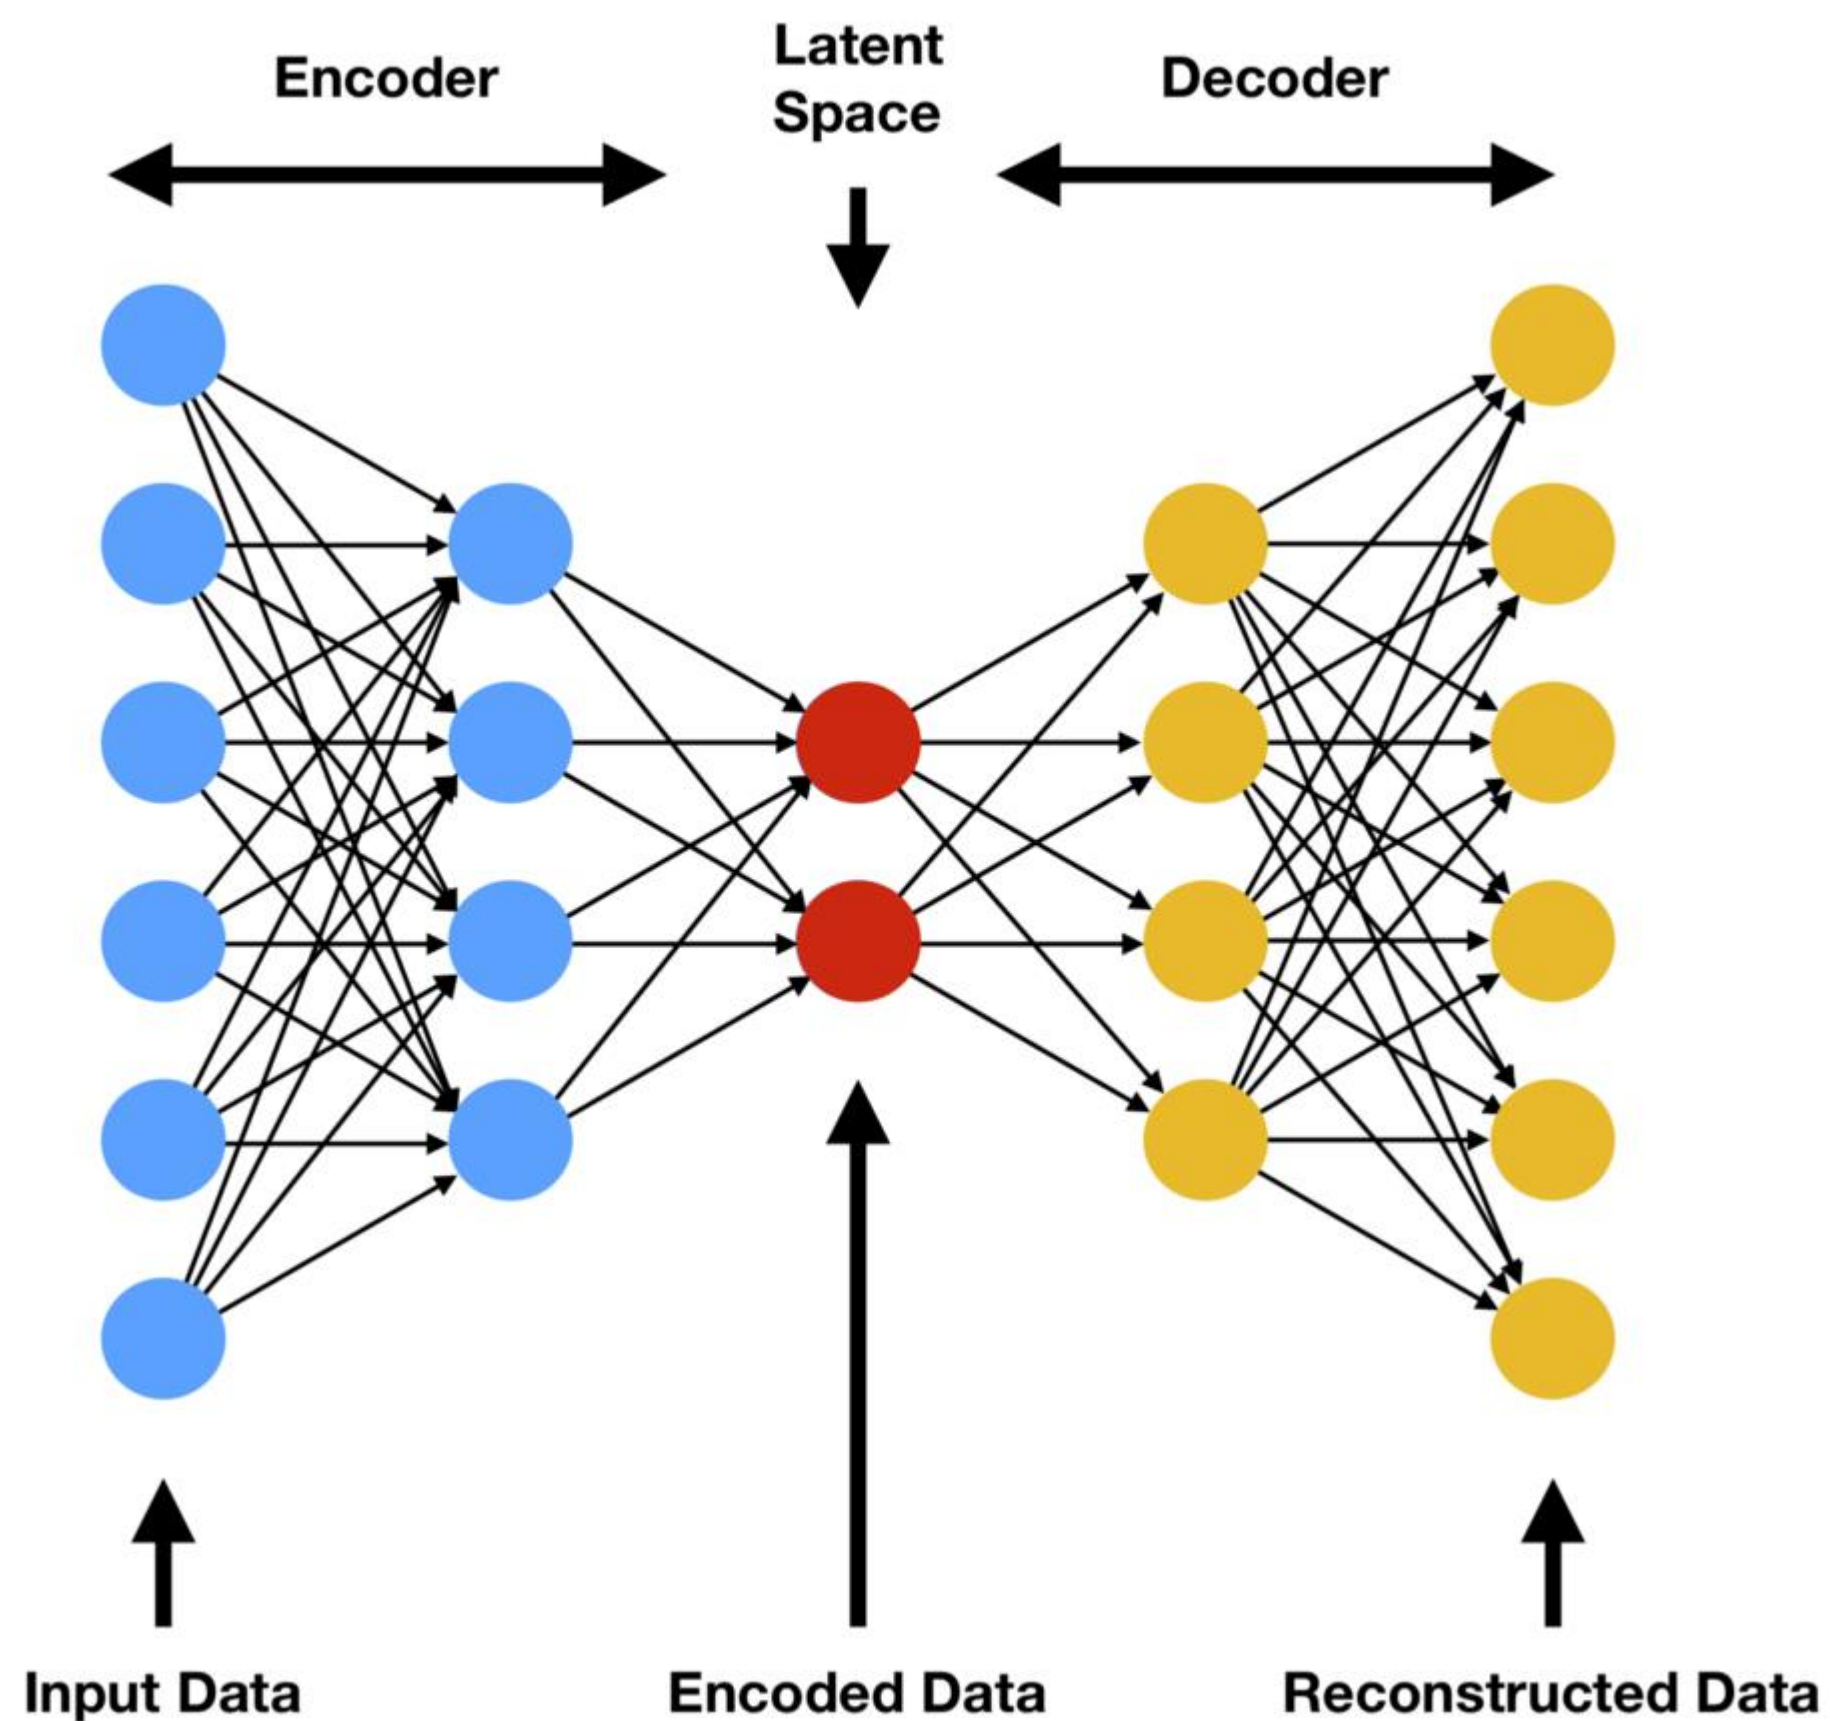 Encoder
Latent
Space
Decoder
Input Data
Encoded Data
Reconstructed Data